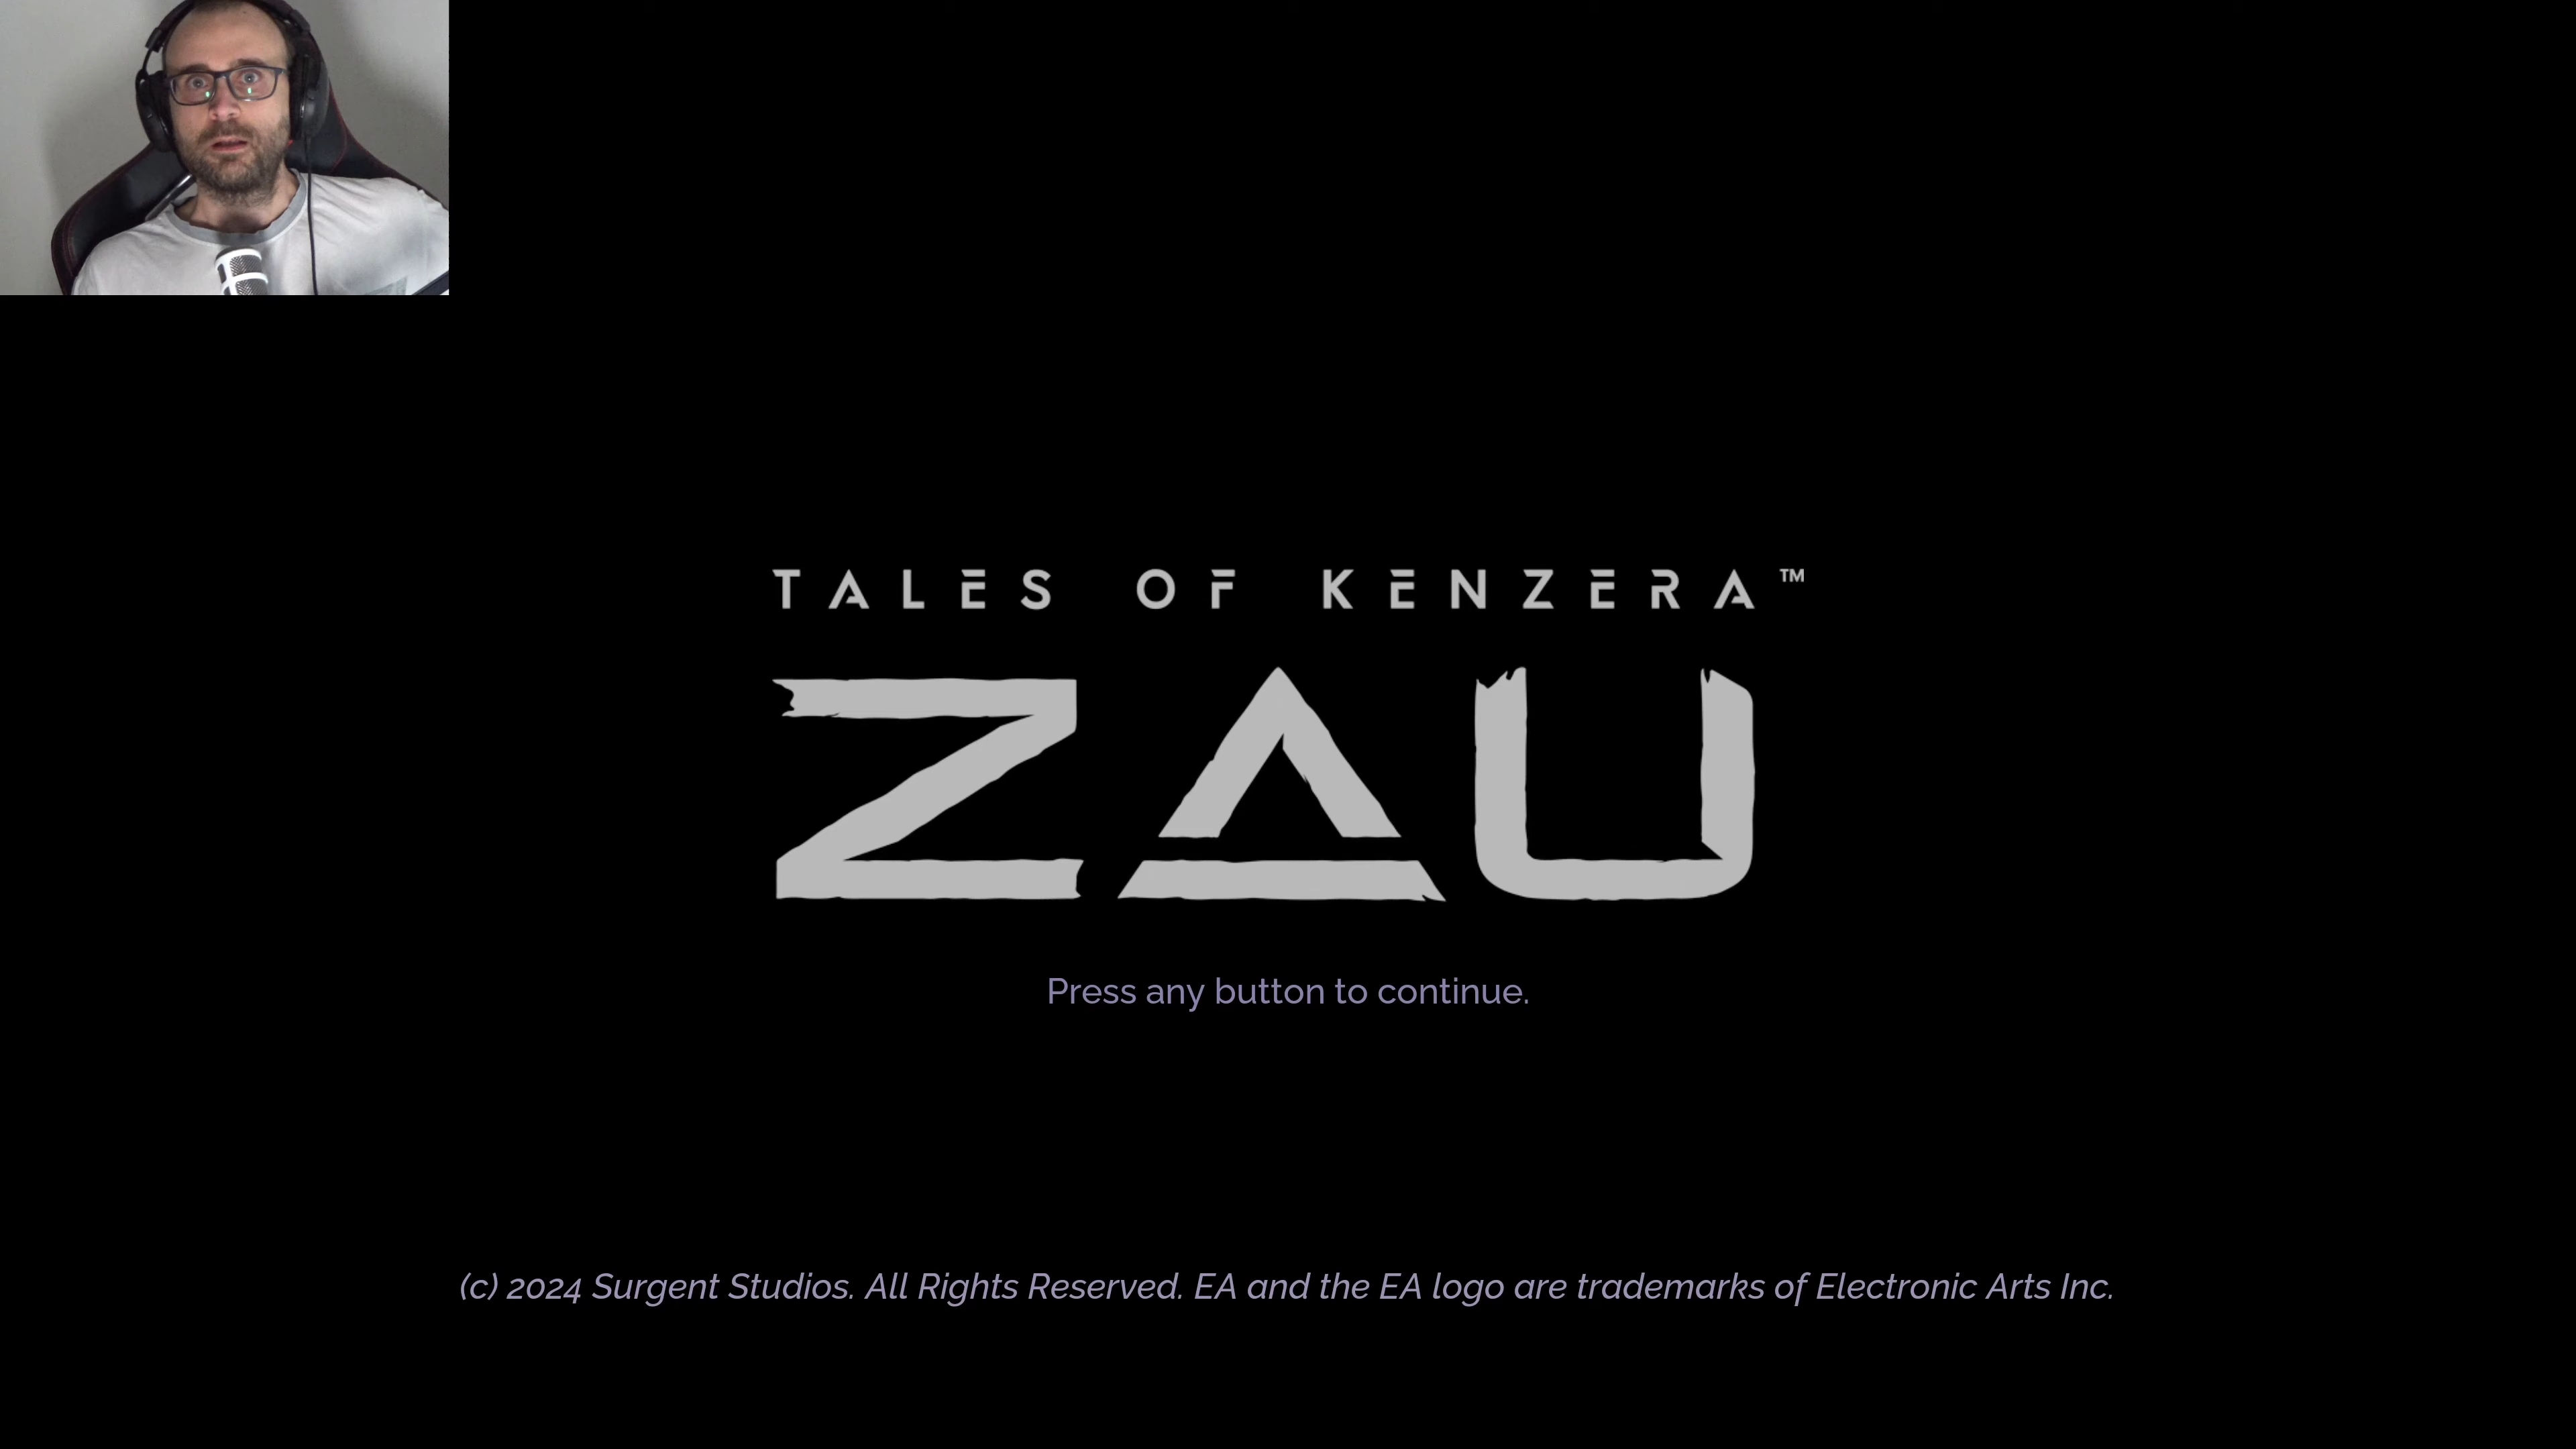 TALES OF KENZERA™
ZAU
Press any button to continue.
(c) 2024 Surgent Studios. All Rights Reserved. EA and the EA logo are trademarks of Electronic Arts Inc.